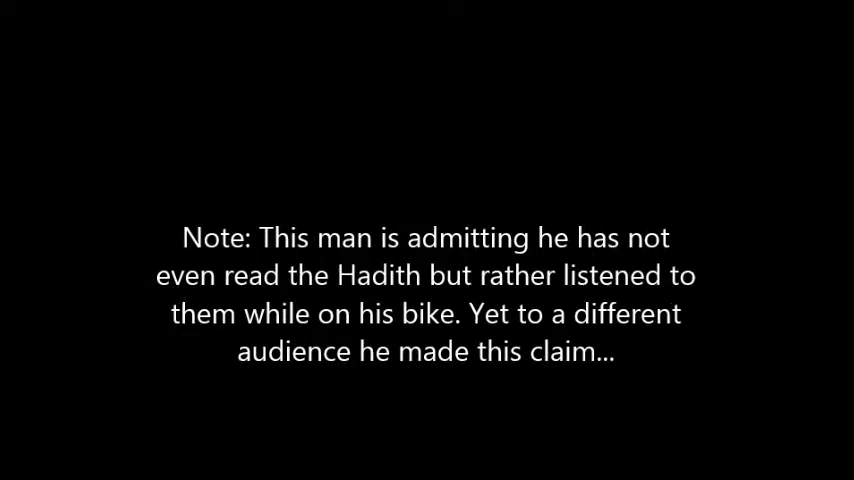 Note: This man is admitting he has not
even read the Hadith but rather listened to
them while on his bike. Yet to a different
audience he made this claim...